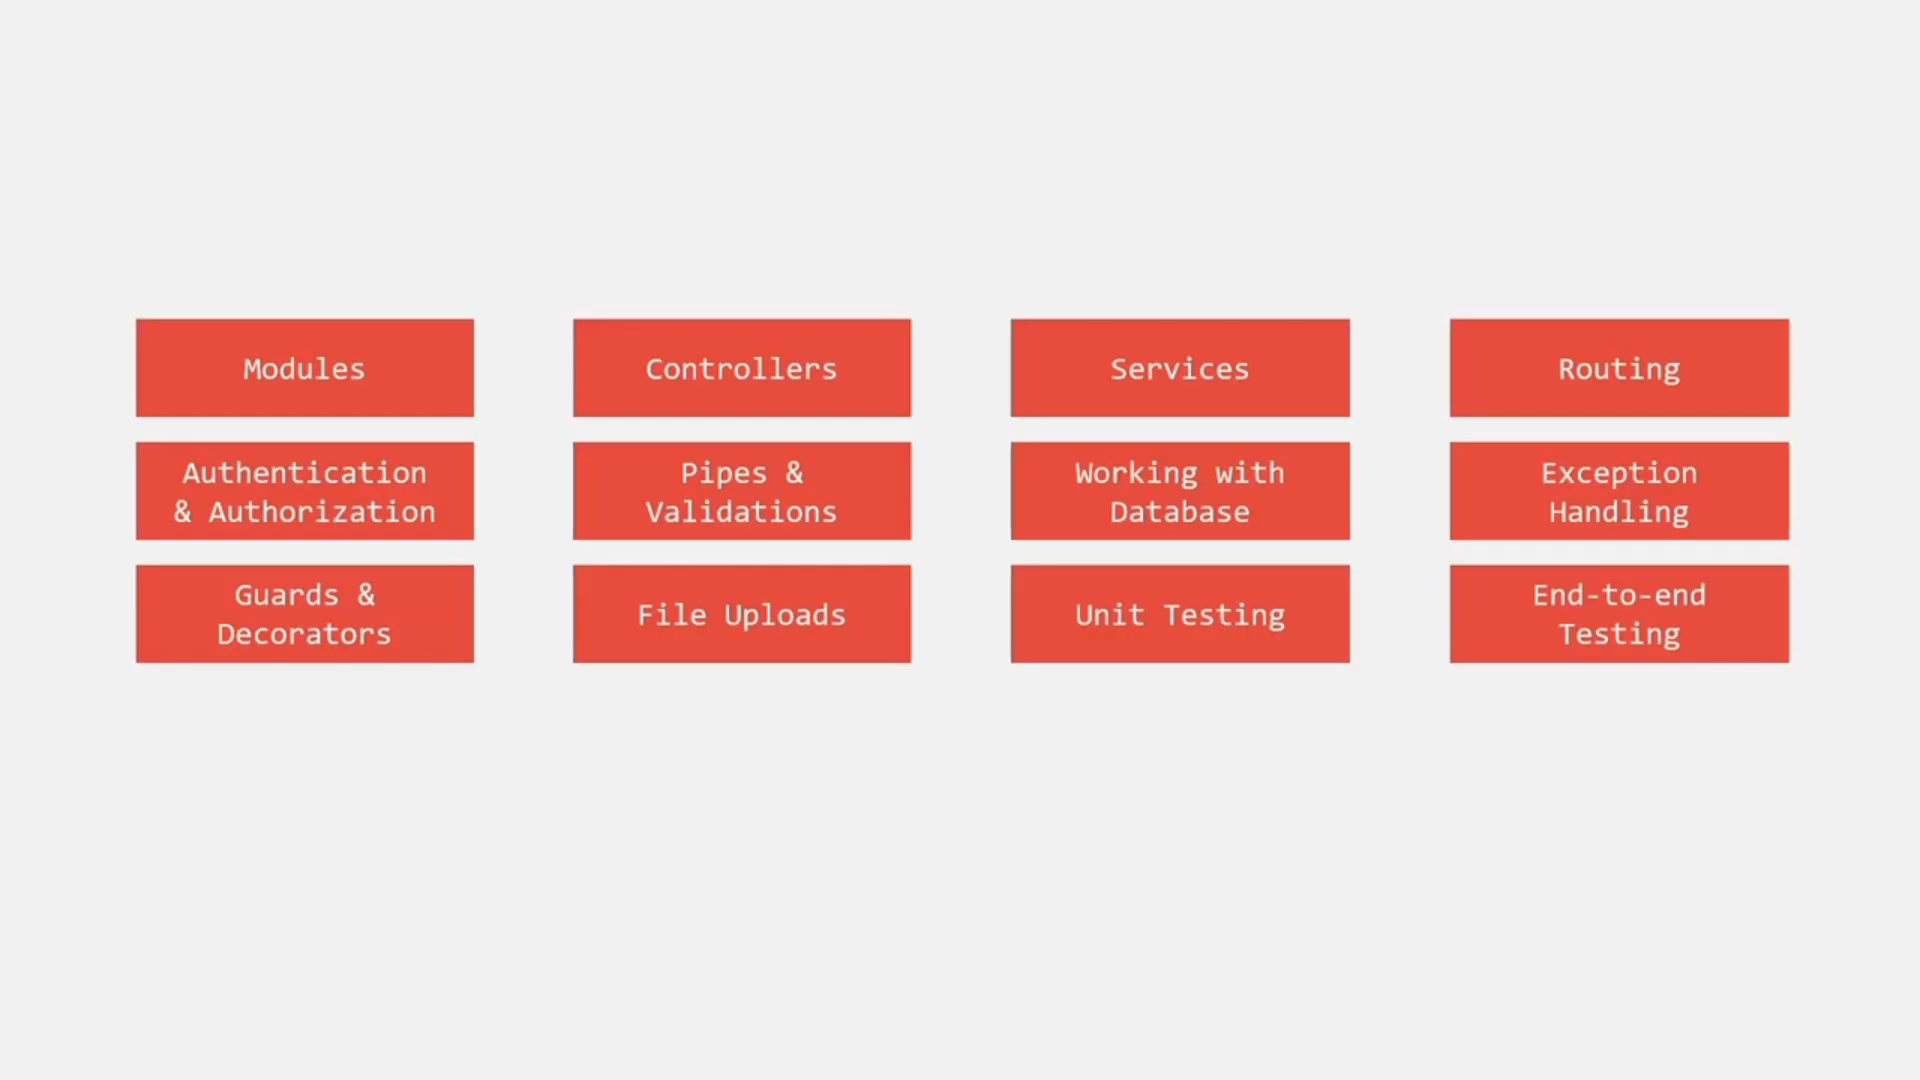 Modules
Controllers
Services
Routing
Authentication
& Authorization
Pipes &
Validations
Working with
Database
Exception
Handling
Guards &
Decorators
File Uploads
Unit Testing
End-to-end
Testing